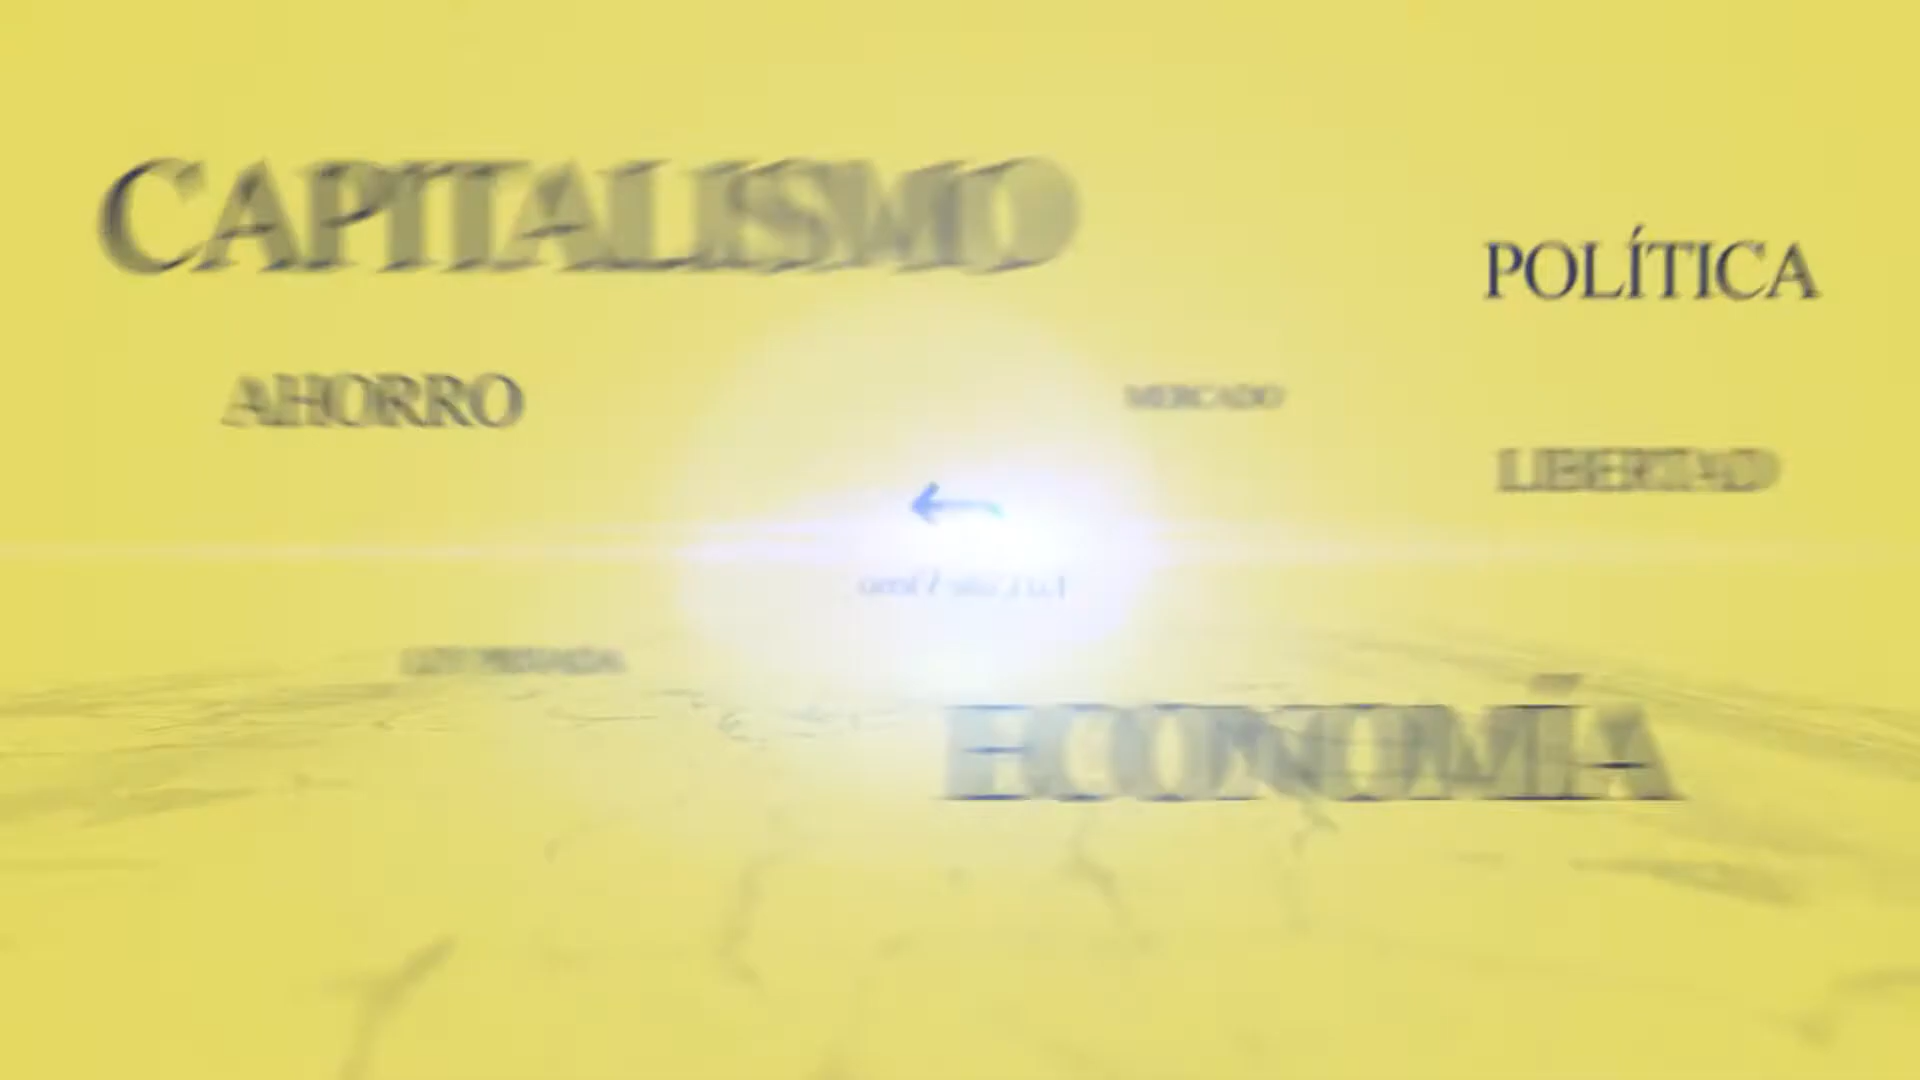 CAPITALISMO
POLÍTICA
AHORRO
MERCADO
LIBERTAD
ECONOMÍA